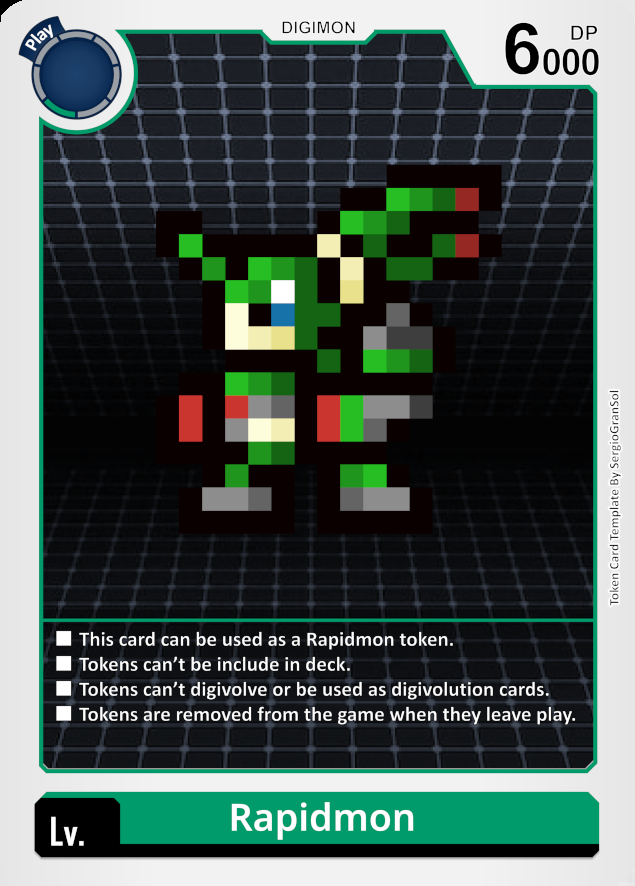 Play
DIGIMON
DP
6000
Token Card Template By SergioGranSol
This card can be used as a Rapidmon token.
Tokens can't be include in deck.
Tokens can't digivolve or be used as digivolution cards.
Tokens are removed from the game when they leave play.
Lv.
Rapidmon